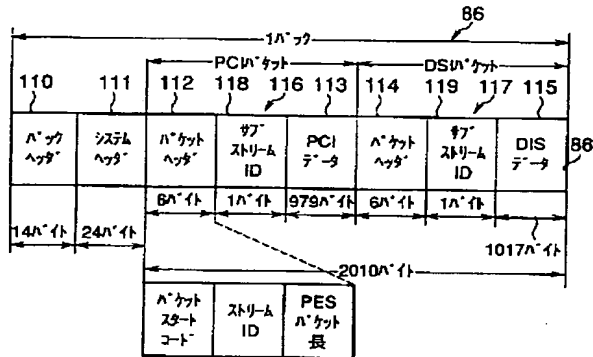 86
1パック
PCIパケット
DSIパケット
110 111 112 118 116 113 114 119 117 115
パック
ヘッダ
システム
ヘッダ
パケット
ヘッダ
サブ
ストリーム
ID
PCI
データ
パケット
ヘッダ
サブ
ストリーム
ID
DIS
データ
86
14バイト
24バイト
6バイト
1バイト
979バイト
6バイト
1バイト
1017バイト
2010バイト
パケット
スタート
コード
ストリーム
ID
PES
パケット
長